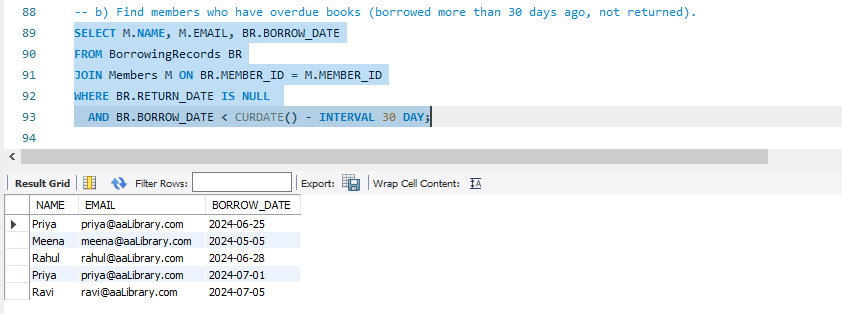 88 -- b) Find members who have overdue books (borrowed more than 30 days ago, not returned).
89 SELECT M.NAME, M.EMAIL, BR.BORROW_DATE
90 FROM BorrowingRecords BR
91 JOIN Members M ON BR.MEMBER_ID = M.MEMBER_ID
92 WHERE BR.RETURN_DATE IS NULL
93 AND BR.BORROW_DATE < CURDATE() - INTERVAL 30 DAY;
94
Result Grid Filter Rows: Export: Wrap Cell Content: IA
NAME EMAIL BORROW_DATE
Priya priya@aaLibrary.com 2024-06-25
Meena meena@aaLibrary.com 2024-05-05
Rahul rahul@aaLibrary.com 2024-06-28
Priya priya@aaLibrary.com 2024-07-01
Ravi ravi@aaLibrary.com 2024-07-05